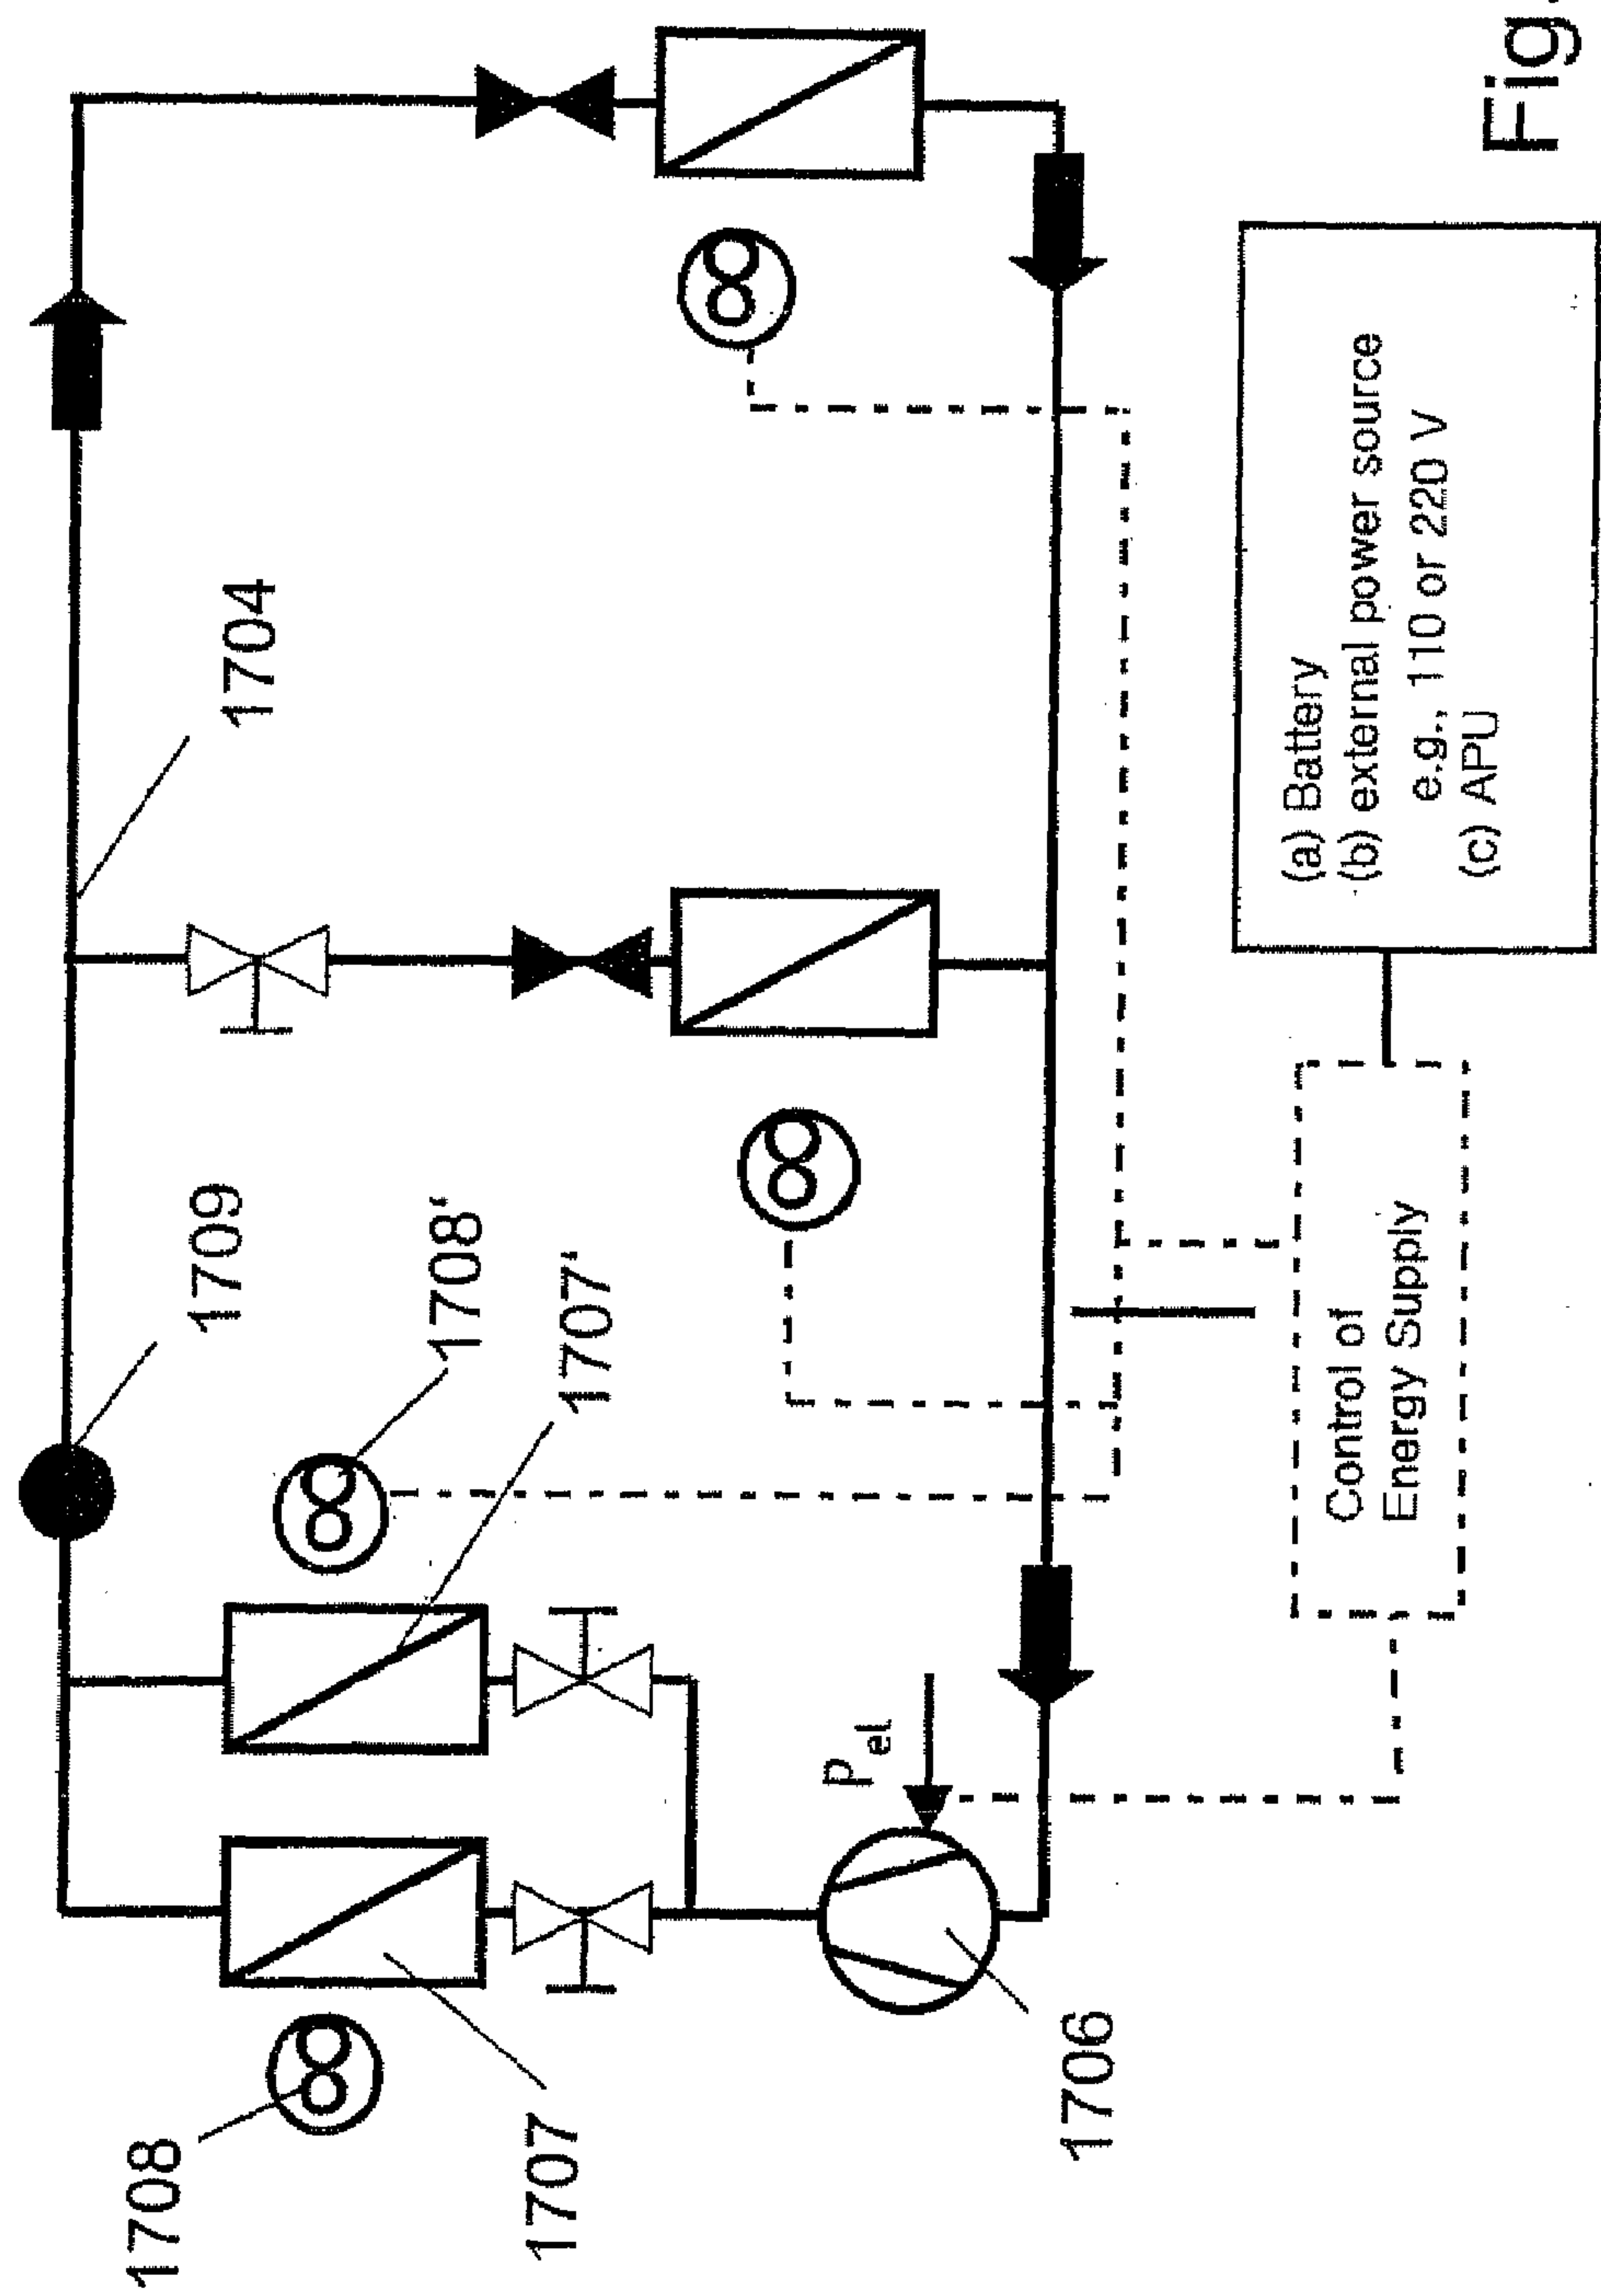 1704
1709
1708'
1707'
1708
1707
P el
1706
Control of
Energy Supply
(a) Battery
(b) external power source
e.g., 110 or 220 V
(c) APU
Fig.